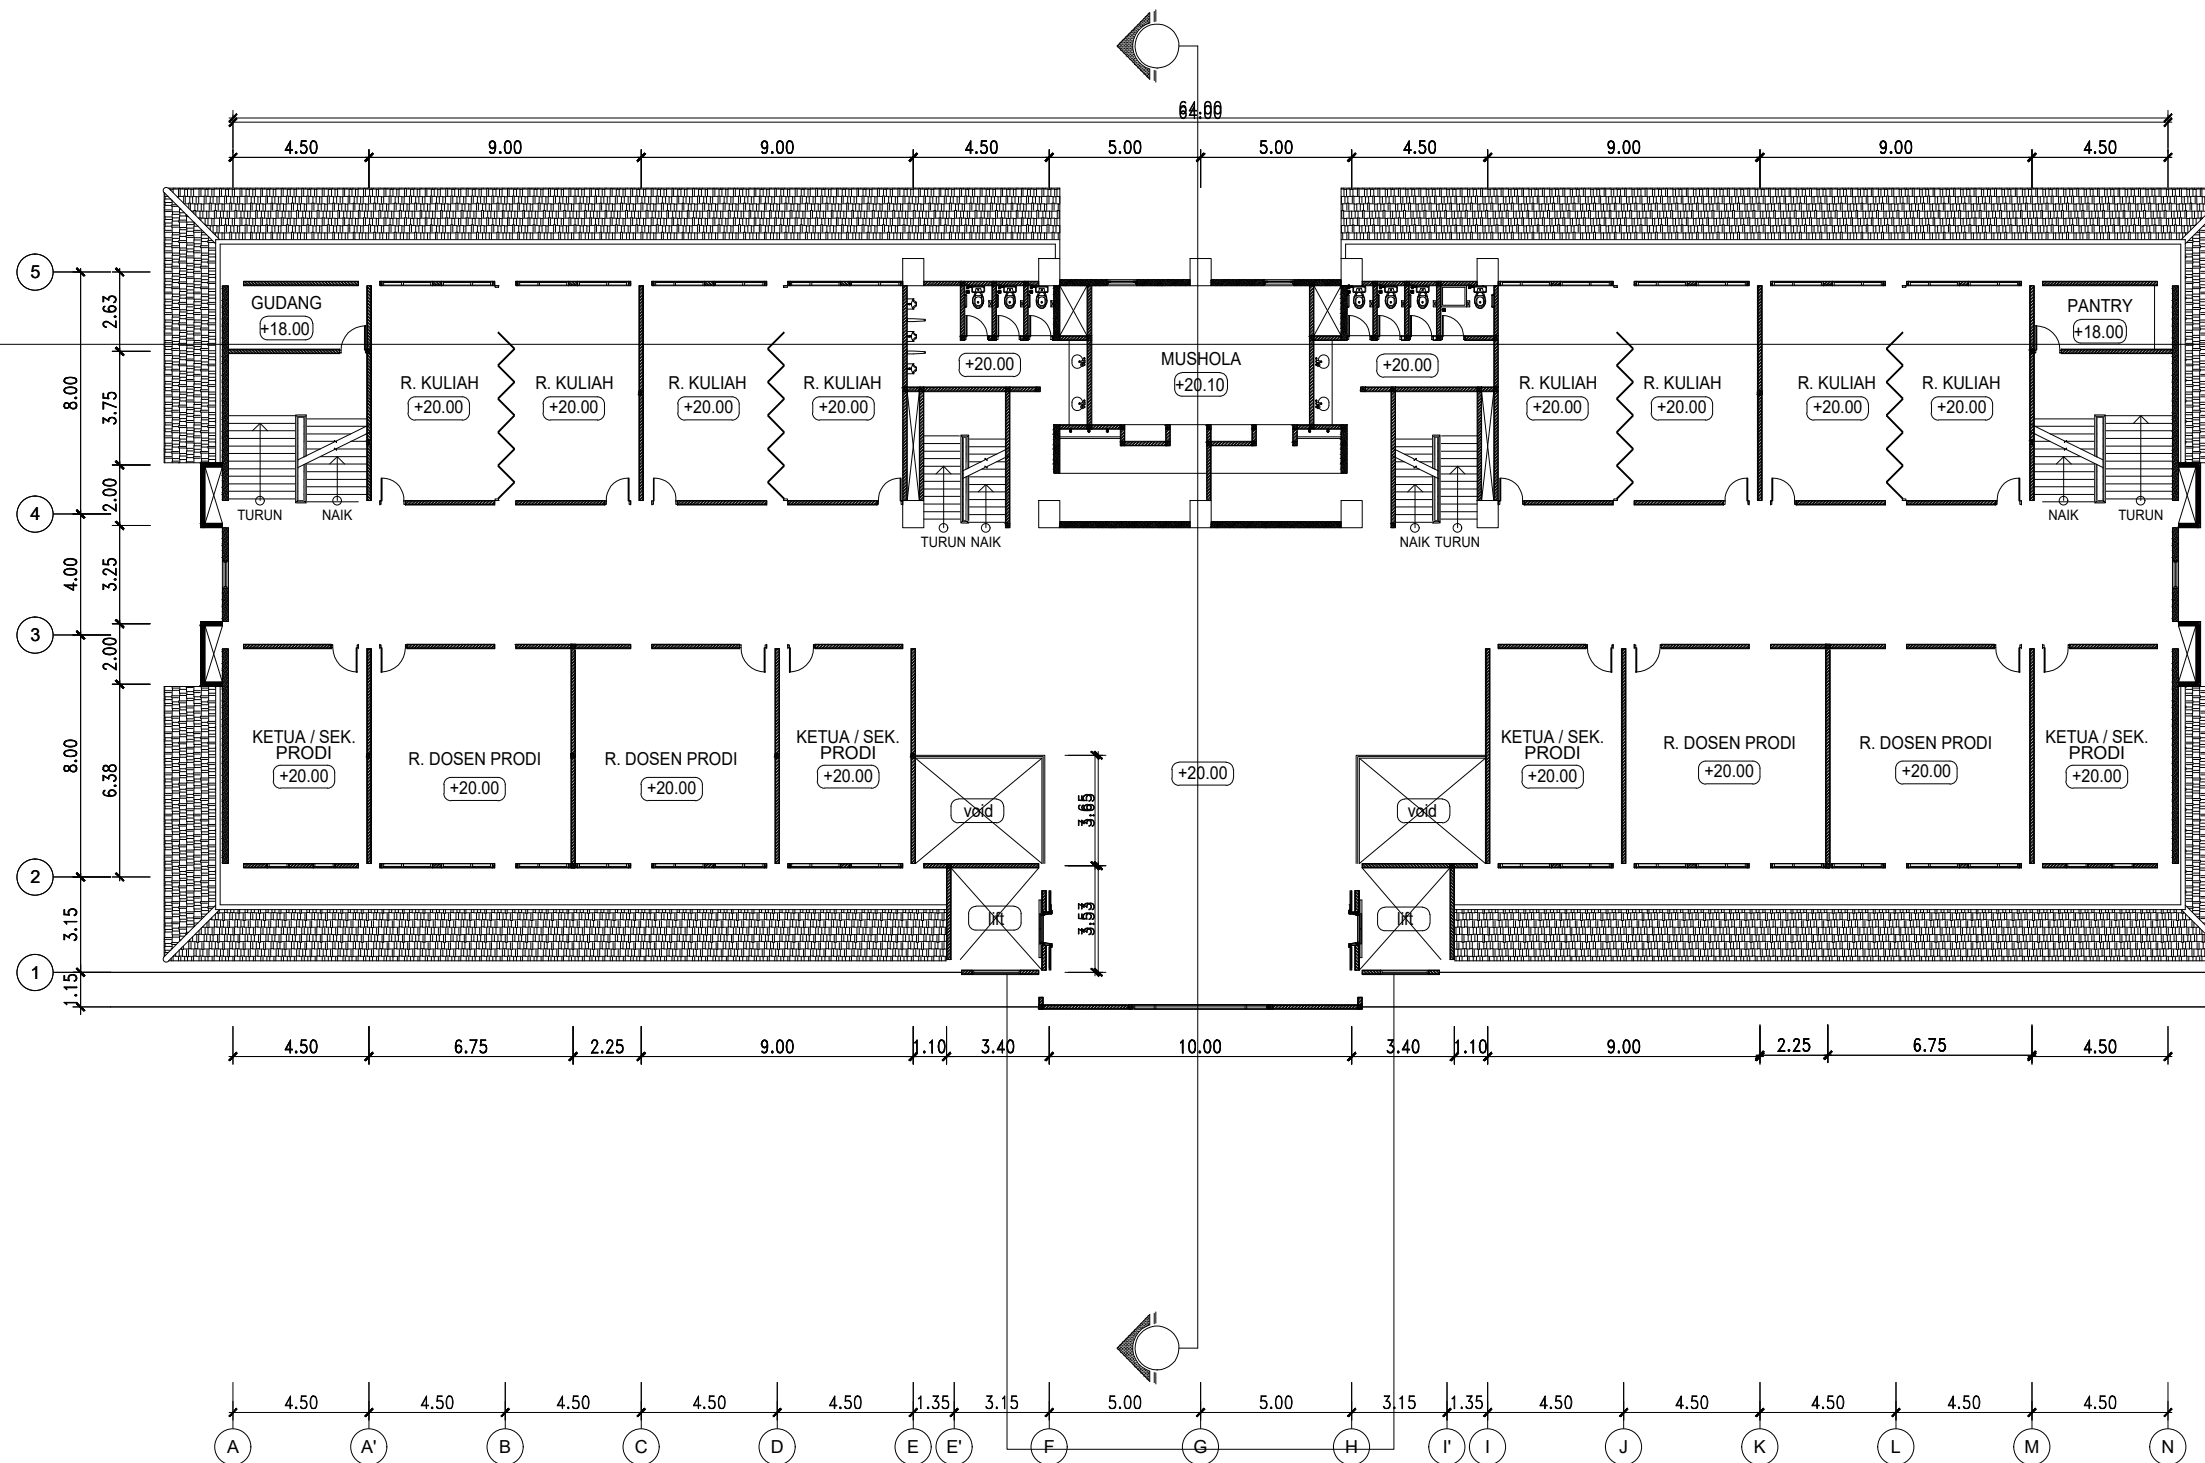 64.00
4.50 9.00 9.00 4.50 5.00 5.00 4.50 9.00 9.00 4.50
5
GUDANG
+18.00
PANTRY
+18.00
2.63
8.00
3.75
+20.00
MUSHOLA
+20.10
+20.00
R. KULIAH
+20.00
R. KULIAH
+20.00
R. KULIAH
+20.00
R. KULIAH
+20.00
R. KULIAH
+20.00
R. KULIAH
+20.00
R. KULIAH
+20.00
R. KULIAH
+20.00
2.00
4
TURUN NAIK
TURUN NAIK
NAIK TURUN
NAIK TURUN
4.00
3.25
3
2.00
8.00
6.38
KETUA / SEK.
PRODI
+20.00
R. DOSEN PRODI
+20.00
R. DOSEN PRODI
+20.00
KETUA / SEK.
PRODI
+20.00
+20.00
KETUA / SEK.
PRODI
+20.00
R. DOSEN PRODI
+20.00
R. DOSEN PRODI
+20.00
KETUA / SEK.
PRODI
+20.00
void
void
2
3.15
lift
lift
1
1.15
4.50 6.75 2.25 9.00 1.10 3.40 10.00 3.40 1.10 9.00 2.25 6.75 4.50
4.50 4.50 4.50 4.50 4.50 1.35 3.15 5.00 5.00 3.15 1.35 4.50 4.50 4.50 4.50 4.50
A A' B C D E E' F G H I' I J K L M N